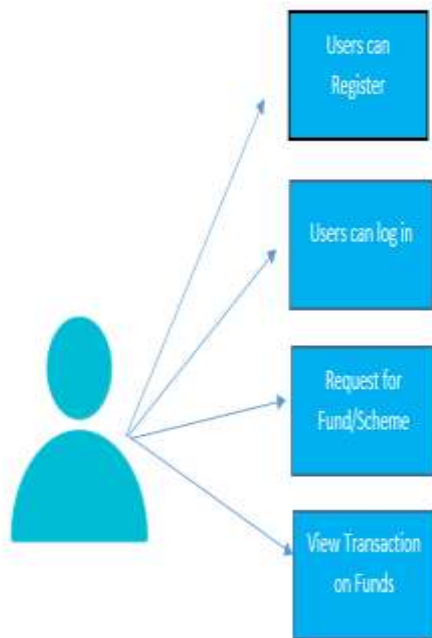 Users can
Register
Users can log in
Request for
Fund/Scheme
View Transaction
on Funds